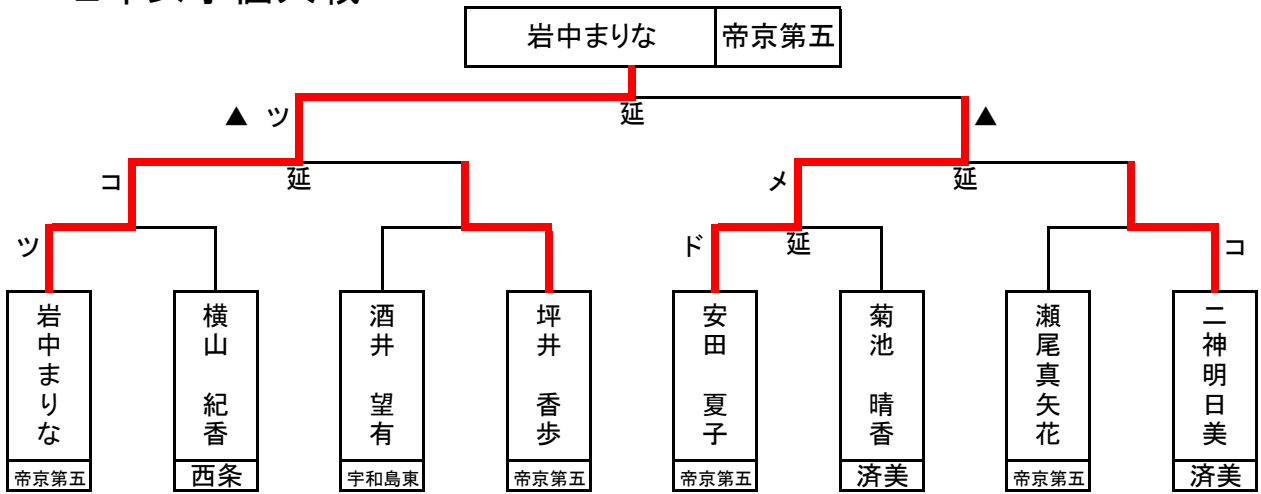 岩中まりな 帝京第五
▲ ツ 延 ▲
コ 延 メ 延
ツ ド 延 コ
岩中まりな
帝京第五
横山 紀香
西条
酒井 望有
宇和島東
坪井 香歩
帝京第五
安田 夏子
帝京第五
菊池 晴香
済美
瀬尾真矢花
帝京第五
二神明日美
済美